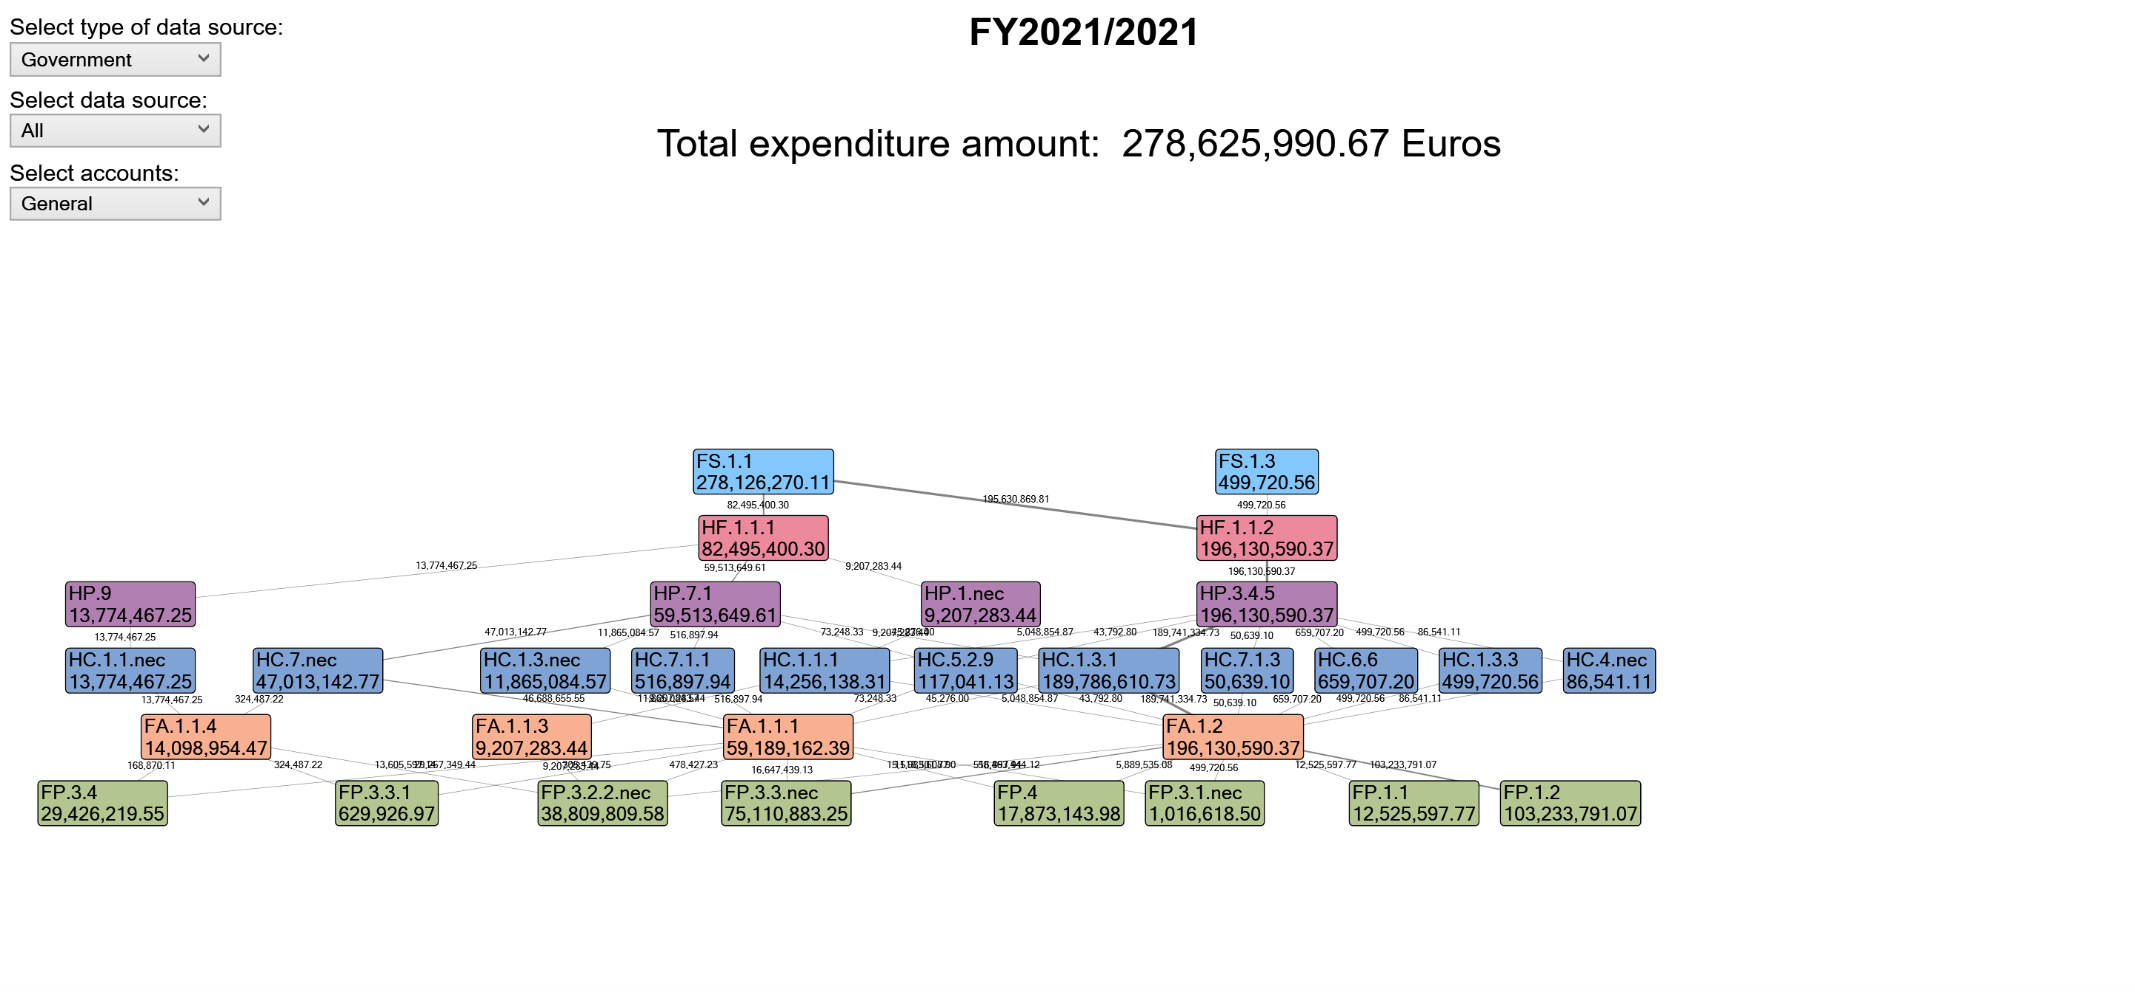 Select type of data source:
Government
Select data source:
All
Select accounts:
General
FY2021/2021
Total expenditure amount: 278,625,990.67 Euros
FS.1.1
278,126,270.11
FS.1.3
499,720.56
82,495,400.30
195,630,869.81
499,720.56
HF.1.1.1
82,495,400.30
HF.1.1.2
196,130,590.37
13,774,467.25
59,513,649.61
9,207,283.44
196,130,590.37
HP.9
13,774,467.25
HP.7.1
59,513,649.61
HP.1.nec
9,207,283.44
HP.3.4.5
196,130,590.37
13,774,467.25
47,013,142.77
11,865,084.57
516,897.94
73,248.33
5,048,854.87
43,792.80
189,741,334.73
50,639.10
659,707.20
499,720.56
86,541.11
HC.1.1.nec
13,774,467.25
HC.7.nec
47,013,142.77
HC.1.3.nec
11,865,084.57
HC.7.1.1
516,897.94
HC.1.1.1
14,256,138.31
HC.5.2.9
117,041.13
HC.1.3.1
189,786,610.73
HC.7.1.3
50,639.10
HC.6.6
659,707.20
HC.1.3.3
499,720.56
HC.4.nec
86,541.11
13,774,467.25
324,487.22
46,688,655.55
516,897.94
73,248.33
45,276.00
5,048,854.87
43,792.80
189,741,334.73
50,639.10
659,707.20
499,720.56
86,541.11
FA.1.1.4
14,098,954.47
FA.1.1.3
9,207,283.44
FA.1.1.1
59,189,162.39
FA.1.2
196,130,590.37
168,870.11
324,487.22
478,427.23
16,647,439.13
5,889,535.08
499,720.56
12,525,597.77
103,233,791.07
FP.3.4
29,426,219.55
FP.3.3.1
629,926.97
FP.3.2.2.nec
38,809,809.58
FP.3.3.nec
75,110,883.25
FP.4
17,873,143.98
FP.3.1.nec
1,016,618.50
FP.1.1
12,525,597.77
FP.1.2
103,233,791.07